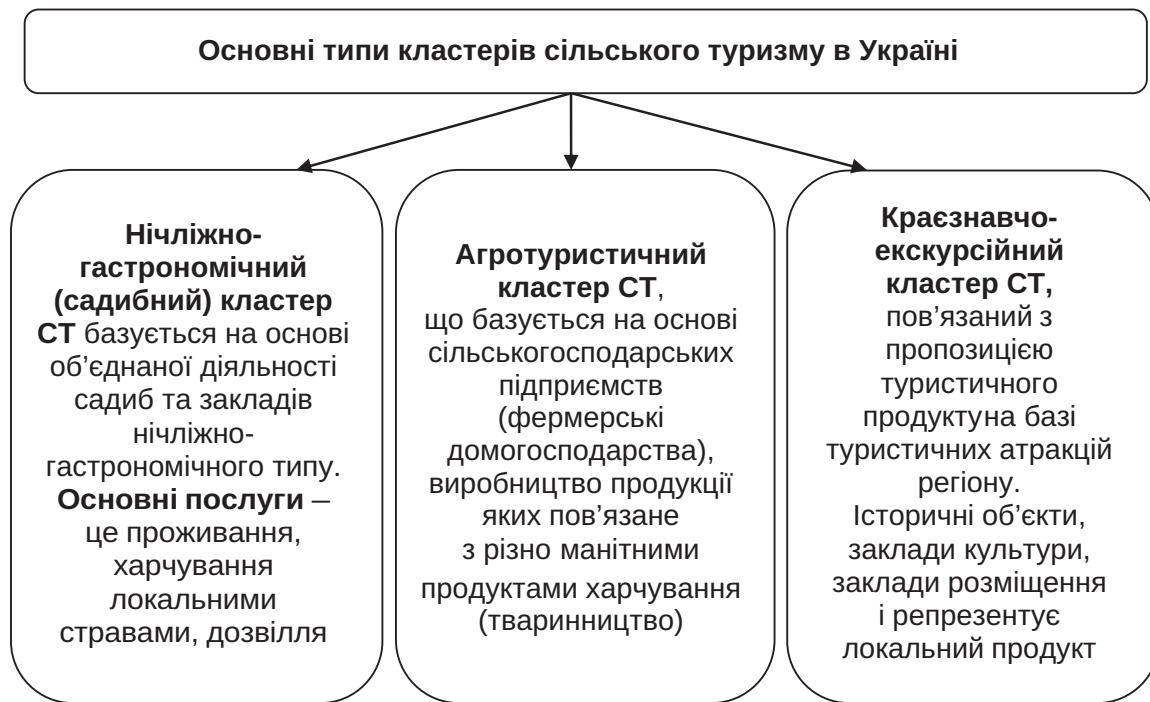 Основні типи кластерів сільського туризму в Україні
Нічліжно-
гастрономічний
(садибний) кластер
СТ базується на основі
об’єднаної діяльності
садиб та закладів
нічліжно-
гастрономічного типу.
Основні послуги –
це проживання,
харчування
локальними
стравами, дозвілля
Агротуристичний
кластер СТ,
що базується на основі
сільськогосподарських
підприємств
(фермерські
домогосподарства),
виробництво продукції
яких пов’язане
з різно манітними
продуктами харчування
(тваринництво)
Краєзнавчо-
екскурсійний
кластер СТ,
пов’язаний з
пропозицією
туристичного
продуктуна базі
туристичних атракцій
регіону.
Історичні об’єкти,
заклади культури,
заклади розміщення
і репрезентує
локальний продукт